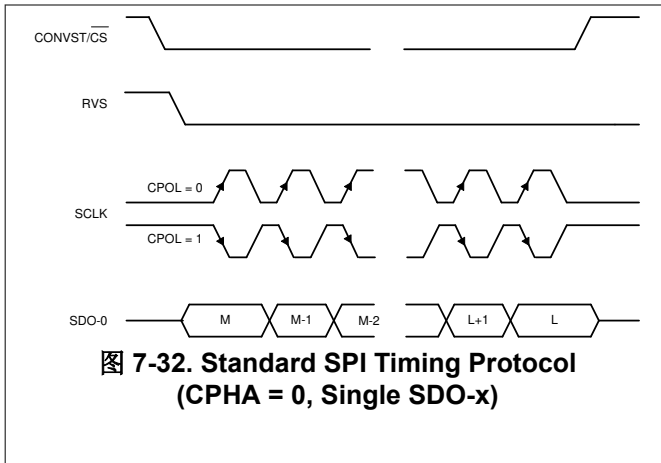 CONVST/CS
RVS
CPOL = 0
SCLK
CPOL = 1
SDO-0 M M-1 M-2 L+1 L
图 7-32. Standard SPI Timing Protocol
(CPHA = 0, Single SDO-x)